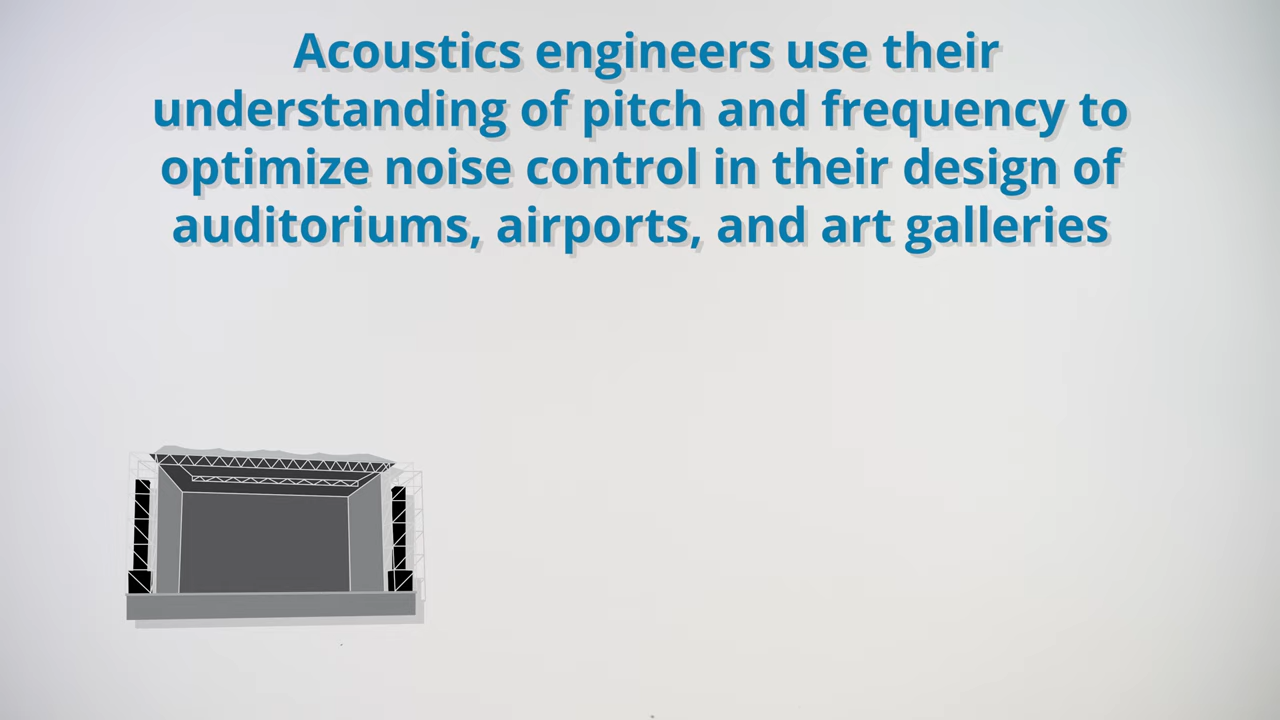 Acoustics engineers use their
understanding of pitch and frequency to
optimize noise control in their design of
auditoriums, airports, and art galleries